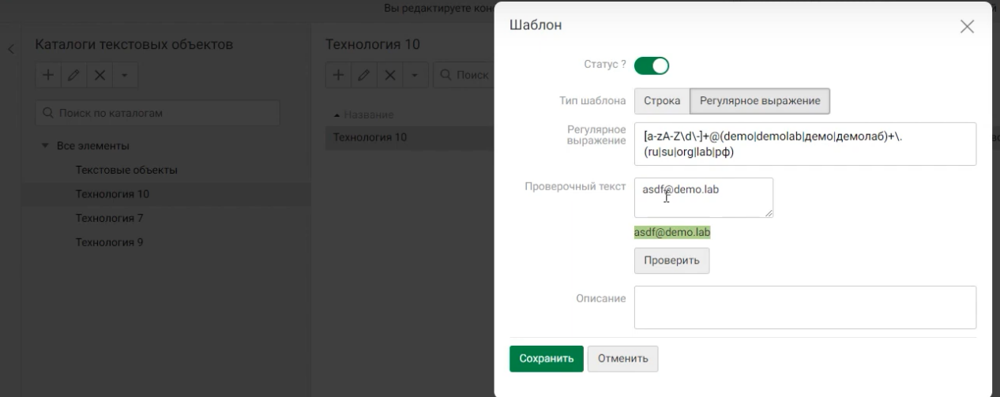 Вы редактируете кон
Каталоги текстовых объектов
Поиск по каталогам
Все элементы
Текстовые объекты
Технология 10
Технология 7
Технология 9
Технология 10
Поиск
Название
Технология 10
Шаблон
Статус ?
Тип шаблона
Строка
Регулярное выражение
Регулярное
выражение
[a-zA-Z\d\-]+@(demo|demolab|демо|демолаб)+\.
(ru|su|org|lab|рф)
Проверочный текст
asdf@demo.lab
asdf@demo.lab
Проверить
Описание
Сохранить
Отменить